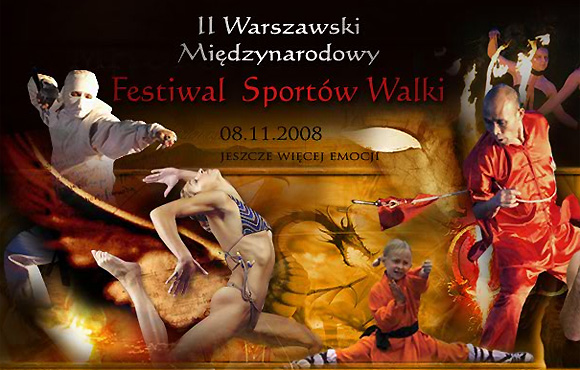 II Warszawski
Międzynarodowy
Festiwal Sportów Walki
08.11.2008
JESZCZE WIĘCEJ EMOCJI